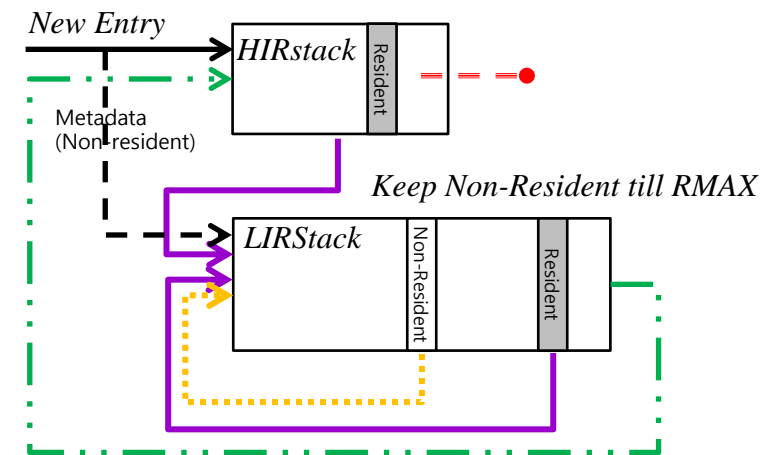 New Entry
HIRstack
Resident
Metadata
(Non-resident)
Keep Non-Resident till RMAX
LIRStack
Non-Resident
Resident